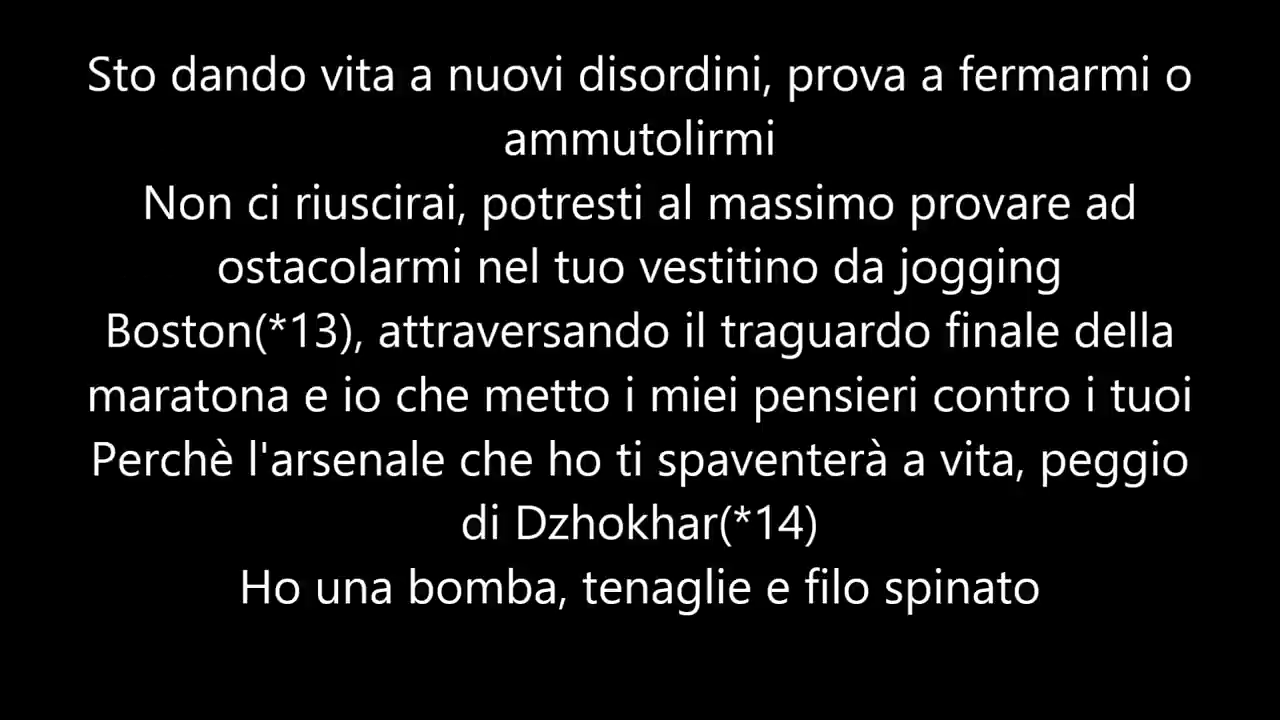 Sto dando vita a nuovi disordini, prova a fermarmi o
ammutolirmi
Non ci riuscirai, potresti al massimo provare ad
ostacolarmi nel tuo vestitino da jogging
Boston(*13), attraversando il traguardo finale della
maratona e io che metto i miei pensieri contro i tuoi
Perchè l'arsenale che ho ti spaventerà a vita, peggio
di Dzhokhar(*14)
Ho una bomba, tenaglie e filo spinato